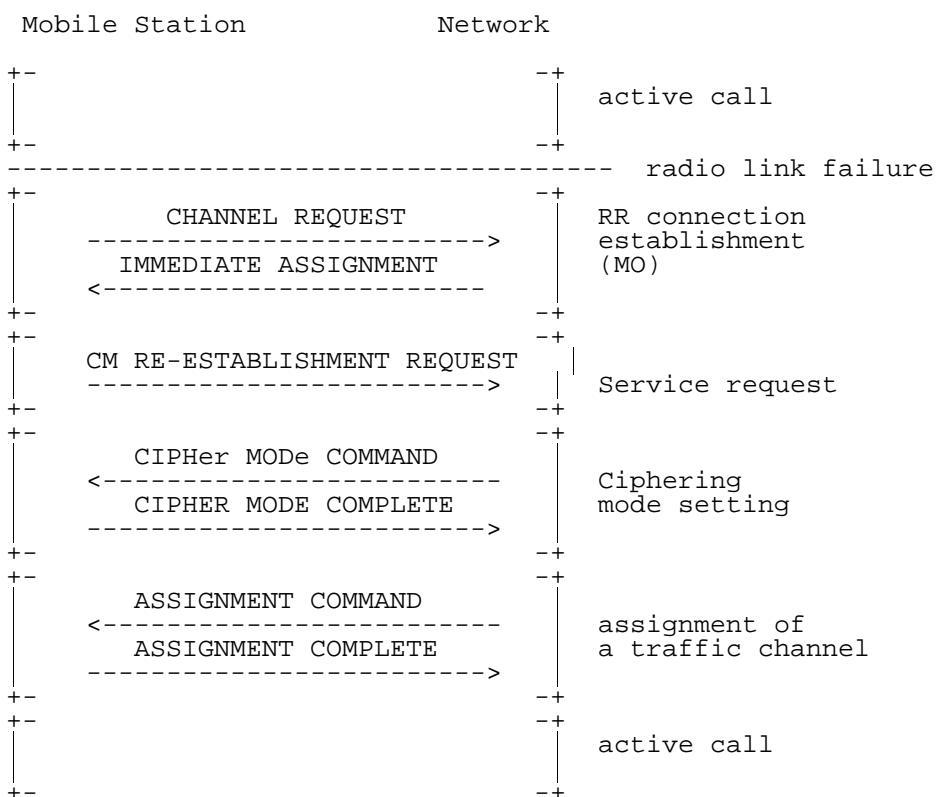 Mobile Station Network
active call
radio link failure
CHANNEL REQUEST RR connection
establishment
IMMEDIATE ASSIGNMENT (MO)
CM RE-ESTABLISHMENT REQUEST
Service request
CIPHer MODe COMMAND
Ciphering
CIPHER MODE COMPLETE mode setting
ASSIGNMENT COMMAND
assignment of
ASSIGNMENT COMPLETE a traffic channel
active call